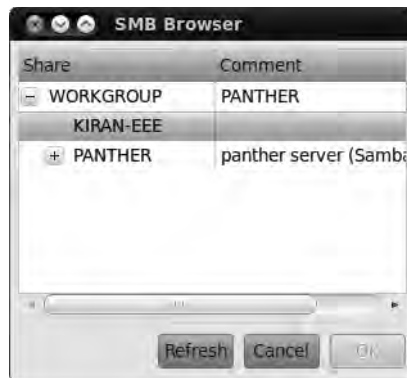 SMB Browser
Share Comment
WORKGROUP PANTHER
KIRAN-EEE
PANTHER panther server (Samba
Refresh Cancel OK